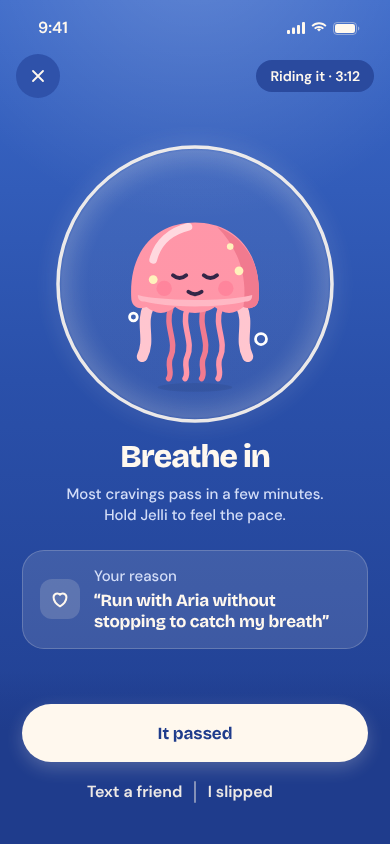 9:41
Riding it · 3:12
Breathe in
Most cravings pass in a few minutes.
Hold Jelli to feel the pace.
Your reason
“Run with Aria without
stopping to catch my breath”
It passed
Text a friend
I slipped